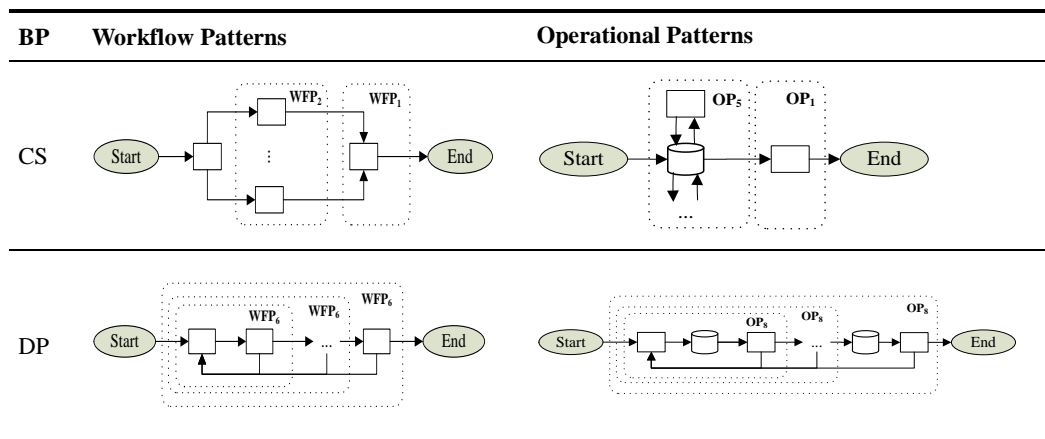 BP Workflow Patterns Operational Patterns
CS
Start
WFP2
WFP1
⋮
End
Start
OP5
OP1
...
End
DP
Start
WFP6
WFP6
WFP6
...
End
Start
OP8
OP8
OP8
...
End